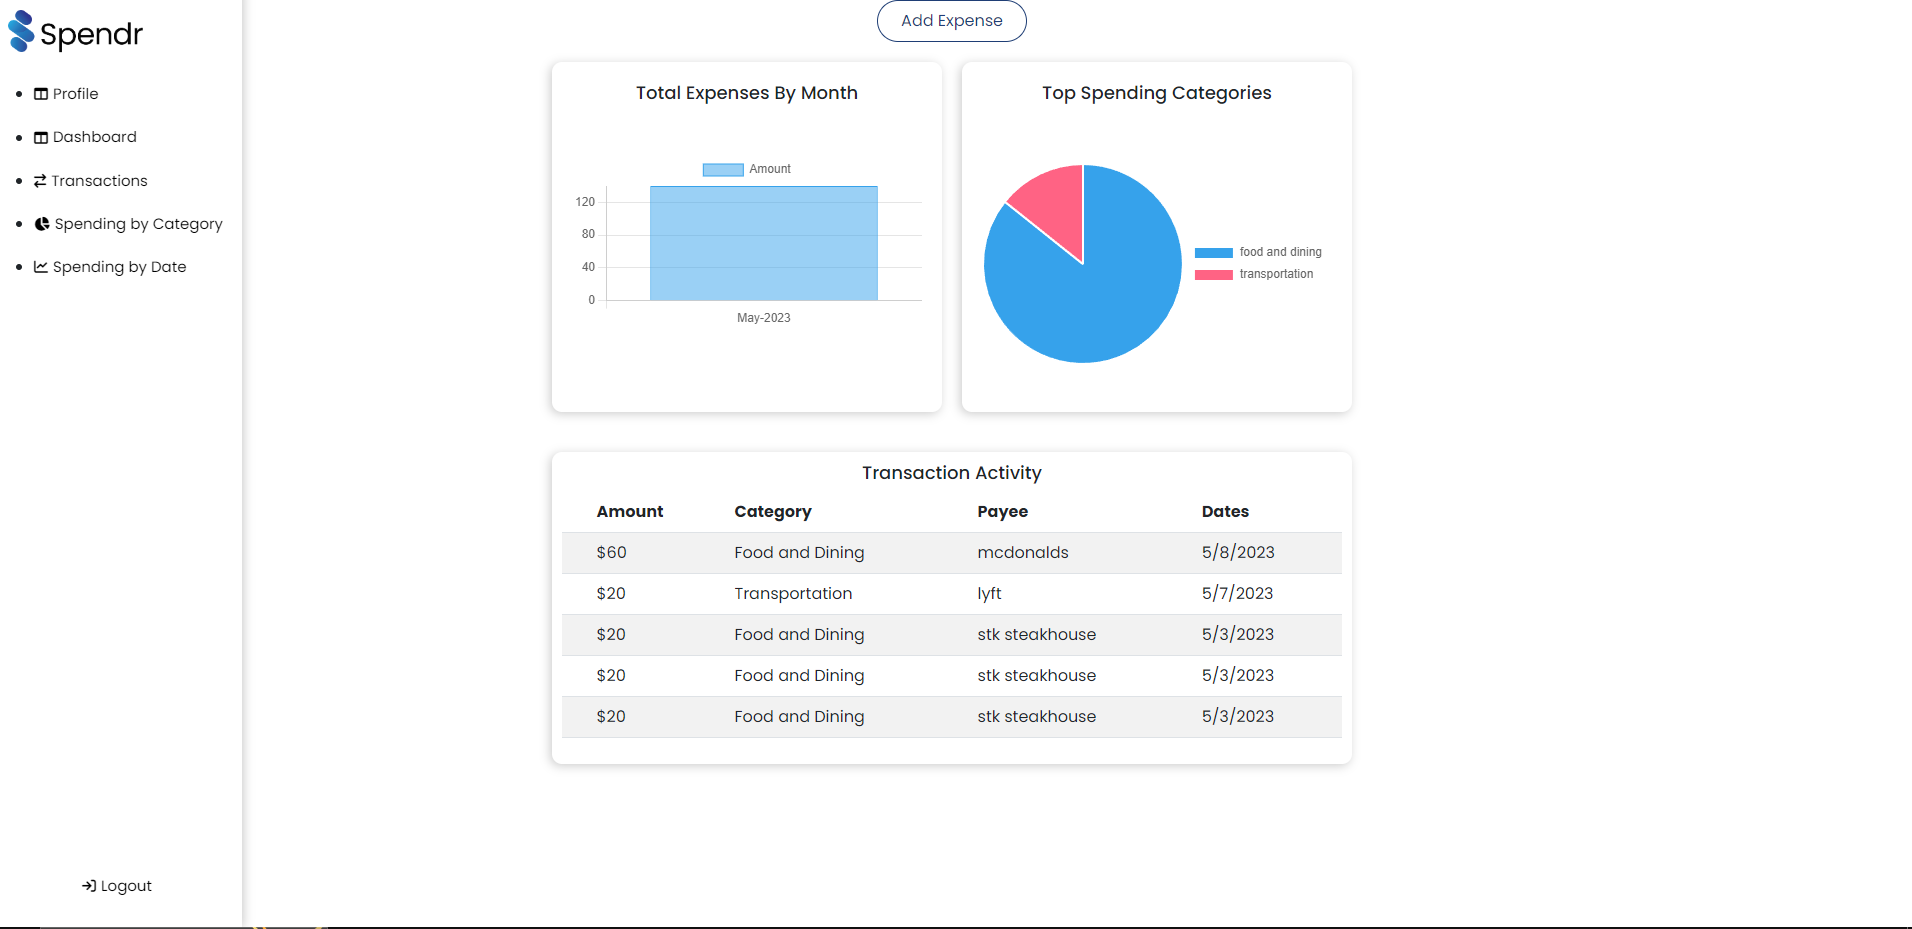 Spendr
Profile
Dashboard
Transactions
Spending by Category
Spending by Date
Logout
Add Expense
Total Expenses By Month
Amount
120
80
40
0
May-2023
Top Spending Categories
food and dining
transportation
Transaction Activity
Amount Category Payee Dates
$60 Food and Dining mcdonalds 5/8/2023
$20 Transportation lyft 5/7/2023
$20 Food and Dining stk steakhouse 5/3/2023
$20 Food and Dining stk steakhouse 5/3/2023
$20 Food and Dining stk steakhouse 5/3/2023